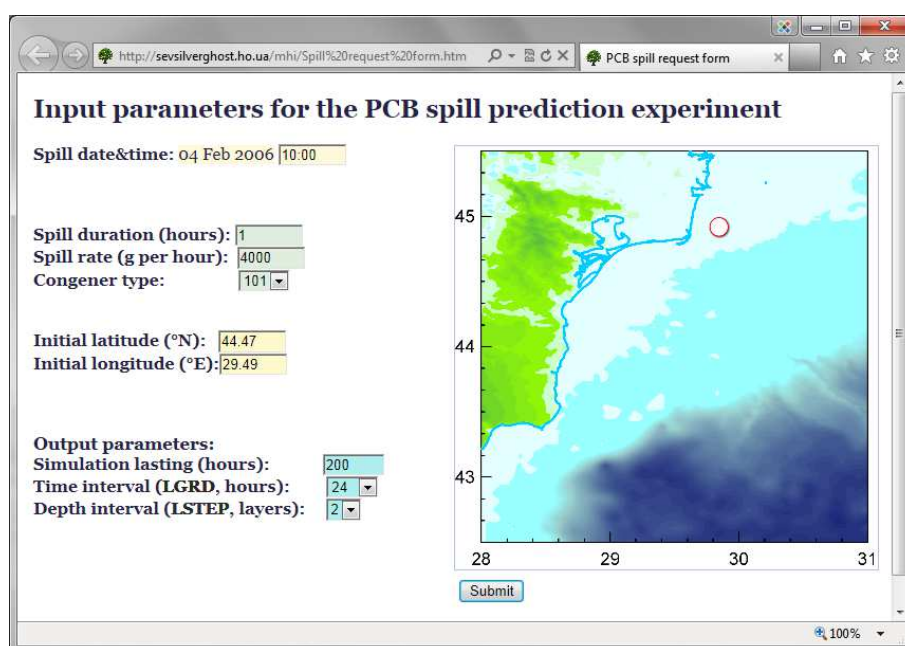 http://sevsilverghost.ho.ua/mhi/Spill%20request%20form.htm
PCB spill request form
Input parameters for the PCB spill prediction experiment
Spill date&time: 04 Feb 2006 10:00
Spill duration (hours): 1
Spill rate (g per hour): 4000
Congener type: 101
Initial latitude (°N): 44.47
Initial longitude (°E): 29.49
Output parameters:
Simulation lasting (hours): 200
Time interval (LGRD, hours): 24
Depth interval (LSTEP, layers): 2
45
44
43
28 29 30 31
Submit
100%